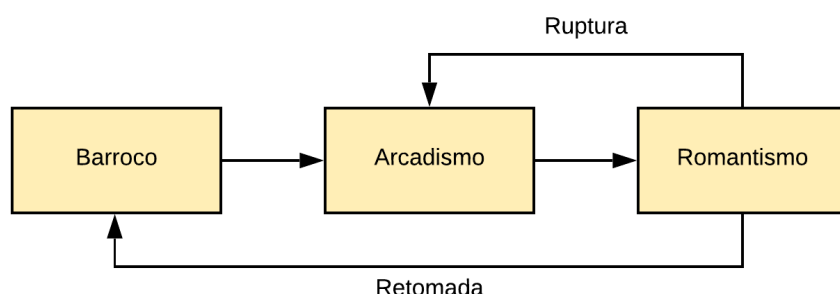 Ruptura
Barroco
Arcadismo
Romantismo
Retomada